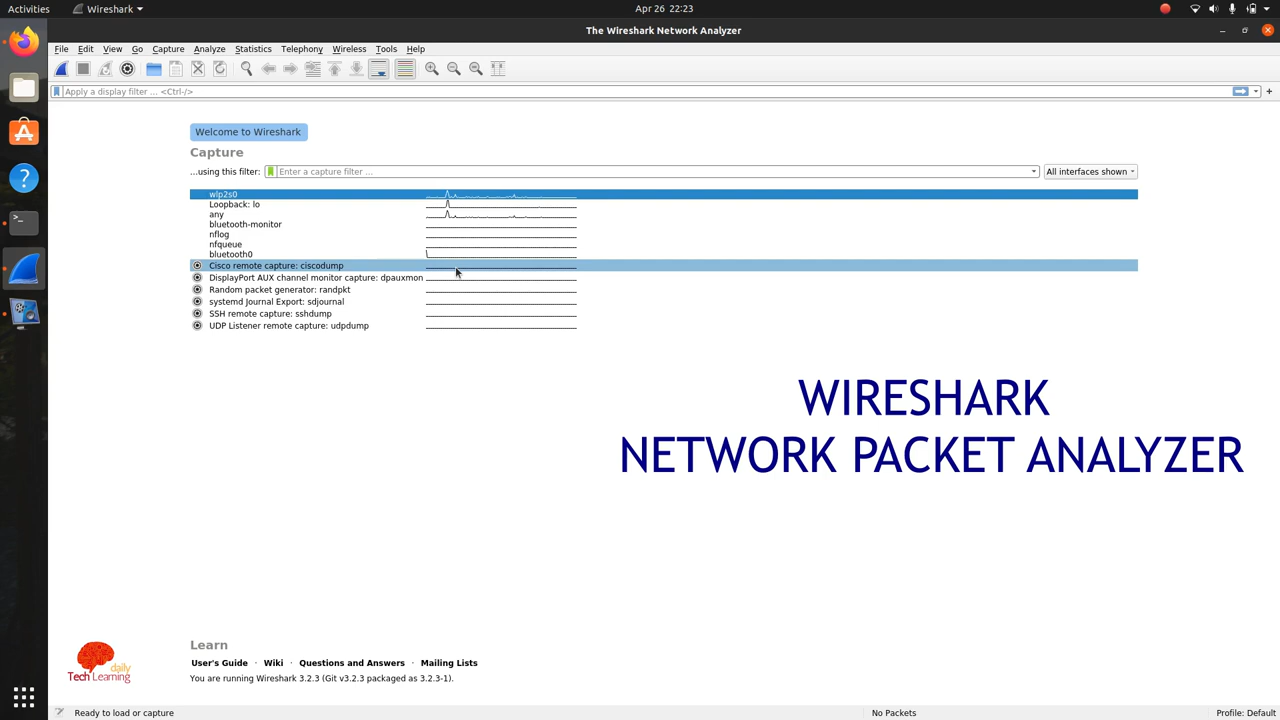 Activities Wireshark Apr 26 22:23
The Wireshark Network Analyzer
File Edit View Go Capture Analyze Statistics Telephony Wireless Tools Help
Apply a display filter ... <Ctrl-/>
Welcome to Wireshark
Capture
...using this filter: Enter a capture filter ... All interfaces shown
wlp2s0
Loopback: lo
any
bluetooth-monitor
nflog
nfqueue
bluetooth0
Cisco remote capture: ciscodump
DisplayPort AUX channel monitor capture: dpauxmon
Random packet generator: randpkt
systemd Journal Export: sdjournal
SSH remote capture: sshdump
UDP Listener remote capture: udpdump
WIRESHARK
NETWORK PACKET ANALYZER
Learn
User's Guide · Wiki · Questions and Answers · Mailing Lists
You are running Wireshark 3.2.3 (Git v3.2.3 packaged as 3.2.3-1).
daily
Tech Learning
Ready to load or capture No Packets Profile: Default